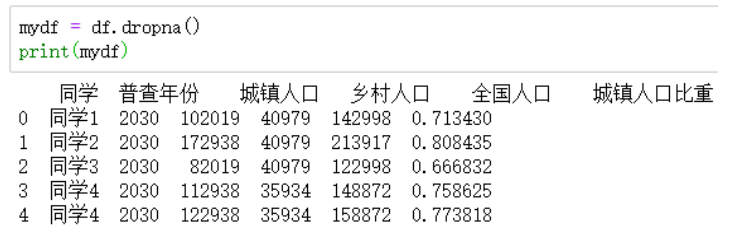 mydf = df.dropna()
print(mydf)
同学 普查年份 城镇人口 乡村人口 全国人口 城镇人口比重
0 同学1 2030 102019 40979 142998 0.713430
1 同学2 2030 172938 40979 213917 0.808435
2 同学3 2030 82019 40979 122998 0.666832
3 同学4 2030 112938 35934 148872 0.758625
4 同学4 2030 122938 35934 158872 0.773818